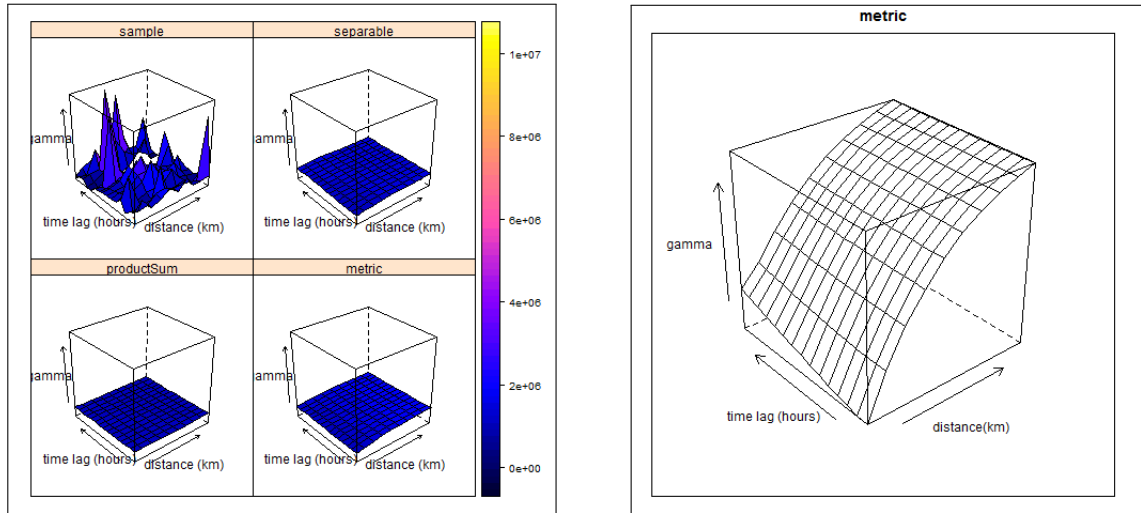 sample
separable
gamma
gamma
time lag (hours)
distance (km)
time lag (hours)
distance (km)
productSum
metric
gamma
gamma
time lag (hours)
distance (km)
time lag (hours)
distance (km)
1e+07
8e+06
6e+06
4e+06
2e+06
0e+00
metric
gamma
time lag (hours)
distance(km)